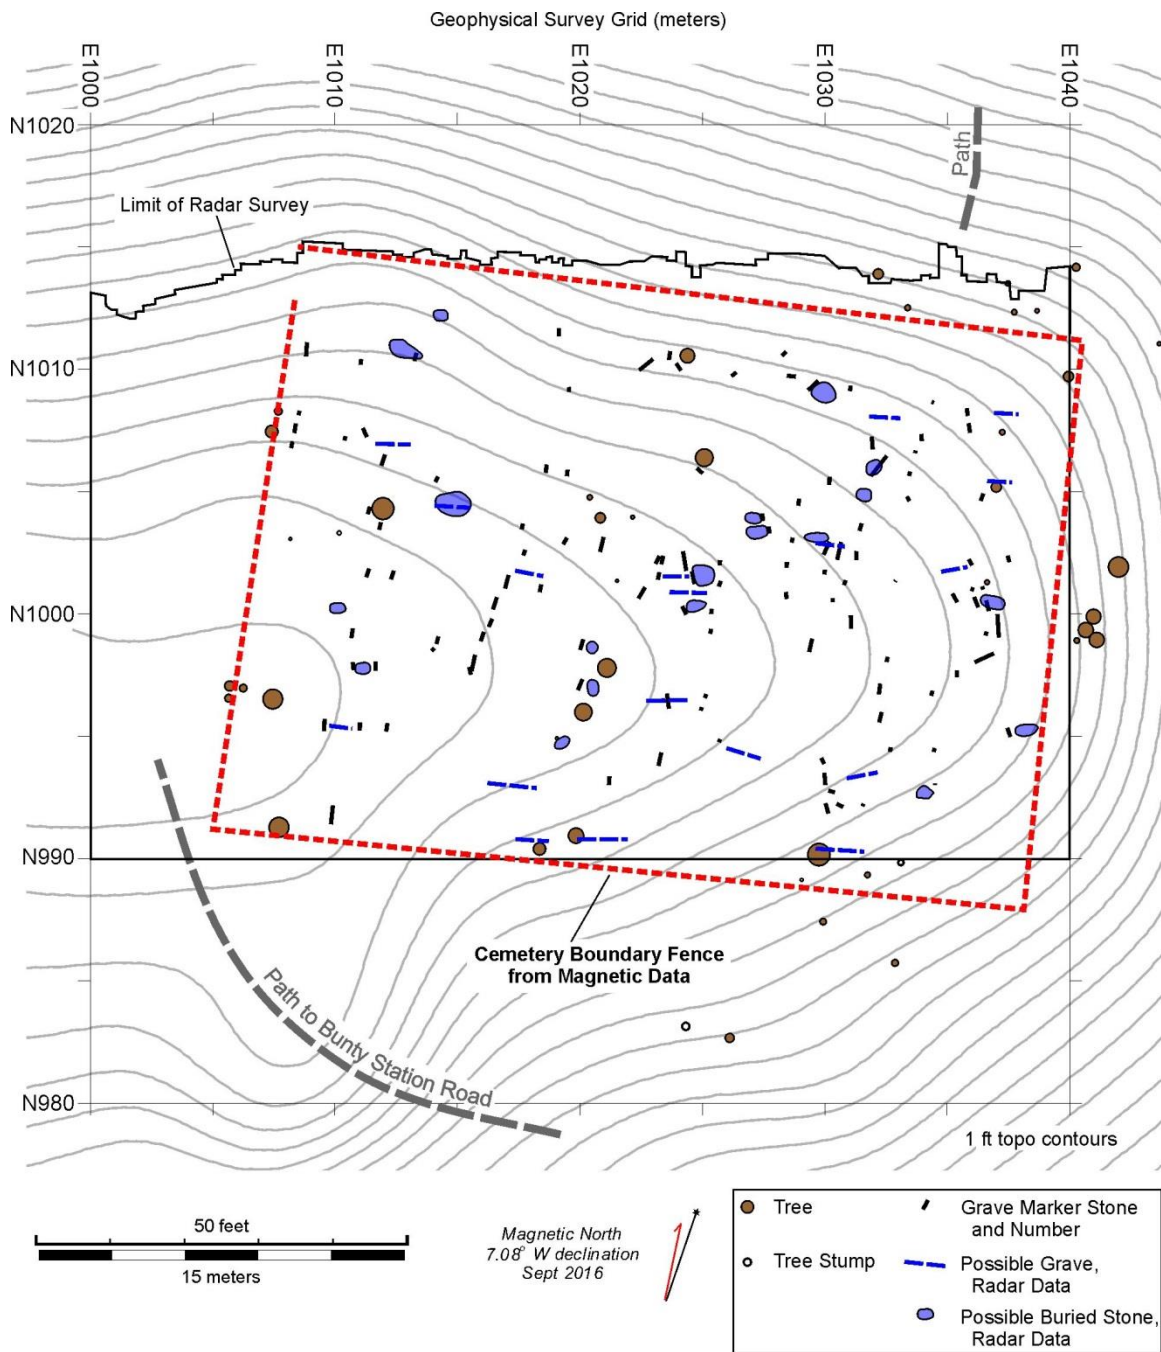 Geophysical Survey Grid (meters)
E1000
E1010
E1020
E1030
E1040
N1020
Path
Limit of Radar Survey
N1010
N1000
N990
Cemetery Boundary Fence
from Magnetic Data
Path to Bunty Station Road
N980
1 ft topo contours
50 feet
15 meters
Magnetic North
7.08° W declination
Sept 2016
Tree
Grave Marker Stone
and Number
Tree Stump
Possible Grave,
Radar Data
Possible Buried Stone,
Radar Data